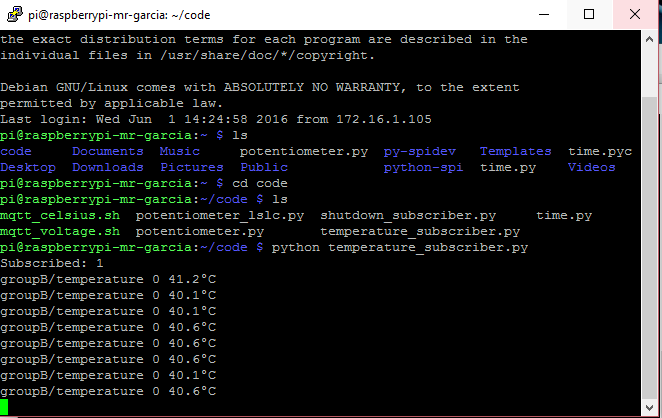 pi@raspberrypi-mr-garcia: ~/code
the exact distribution terms for each program are described in the
individual files in /usr/share/doc/*/copyright.
Debian GNU/Linux comes with ABSOLUTELY NO WARRANTY, to the extent
permitted by applicable law.
Last login: Wed Jun  1 14:24:58 2016 from 172.16.1.105
pi@raspberrypi-mr-garcia:~ $ ls
code     Documents  Music     potentiometer.py  py-spidev   Templates  time.pyc
Desktop  Downloads  Pictures  Public            python-spi  time.py    Videos
pi@raspberrypi-mr-garcia:~ $ cd code
pi@raspberrypi-mr-garcia:~/code $ ls
mqtt_celsius.sh  potentiometer_lslc.py  shutdown_subscriber.py     time.py
mqtt_voltage.sh  potentiometer.py       temperature_subscriber.py
pi@raspberrypi-mr-garcia:~/code $ python temperature_subscriber.py
Subscribed: 1
groupB/temperature 0 41.2°C
groupB/temperature 0 40.1°C
groupB/temperature 0 40.1°C
groupB/temperature 0 40.6°C
groupB/temperature 0 40.6°C
groupB/temperature 0 40.6°C
groupB/temperature 0 40.1°C
groupB/temperature 0 40.6°C